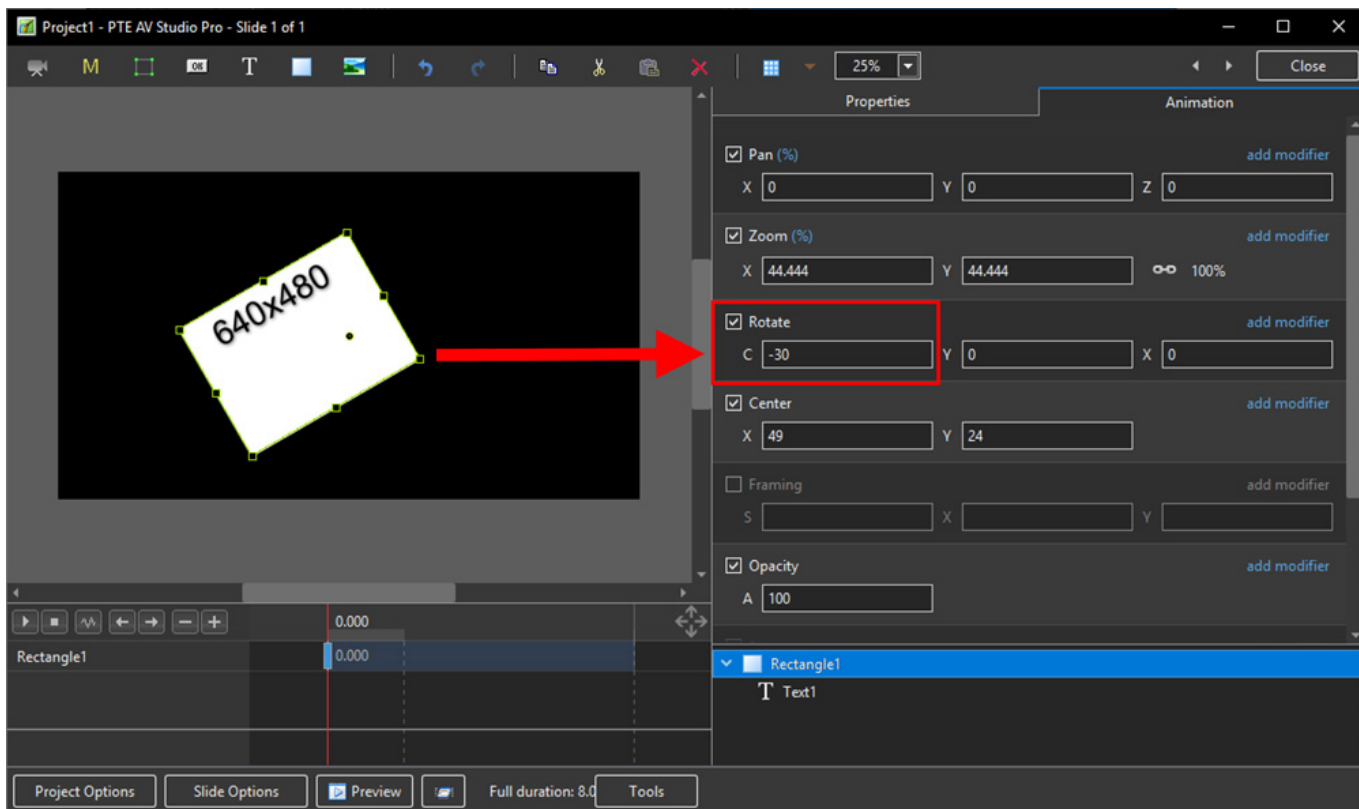 Project1 - PTE AV Studio Pro - Slide 1 of 1
M OK T 25% Close
Properties Animation
Pan (%) add modifier
X 0 Y 0 Z 0
Zoom (%) add modifier
X 44.444 Y 44.444 100%
640x480
Rotate add modifier
C -30 Y 0 X 0
Center add modifier
X 49 Y 24
Framing add modifier
S X Y
Opacity add modifier
A 100
0.000
Rectangle1 0.000
Rectangle1
T Text1
Project Options Slide Options Preview Full duration: 8.0 Tools